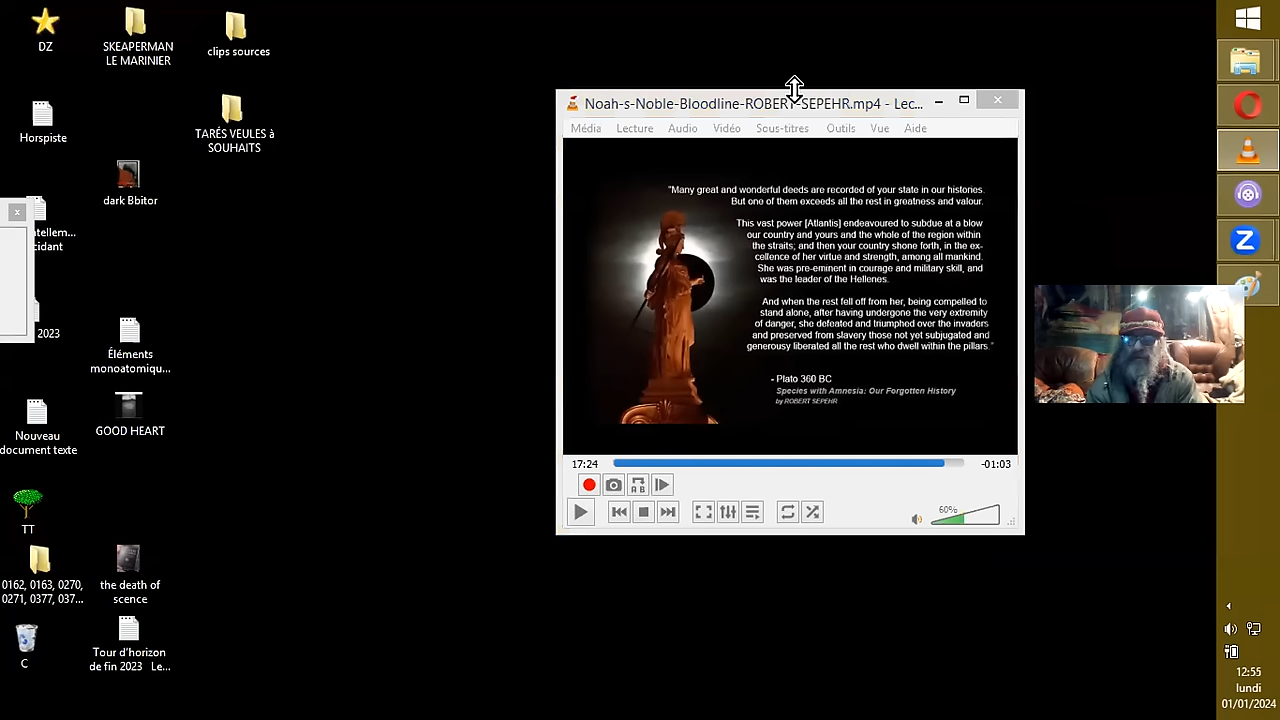 DZ
SKEAPERMAN
LE MARINIER
clips sources
Horspiste
TARÉS VEULES à
SOUHAITS
dark Bbitor
x
cidant
2023
Éléments
monoatomiqu...
Nouveau
document texte
GOOD HEART
TT
0162, 0163, 0270,
0271, 0377, 037...
the death of
scence
C
Tour d'horizon
de fin 2023 Le...
Noah-s-Noble-Bloodline-ROBERT-SEPEHR.mp4 - Lec...
Média Lecture Audio Vidéo Sous-titres Outils Vue Aide
"Many great and wonderful deeds are recorded of your state in our histories.
But one of them exceeds all the rest in greatness and valour.
This vast power [Atlantis] endeavoured to subdue at a blow
our country and yours and the whole of the region within
the straits; and then your country shone forth, in the ex-
cellence of her virtue and strength, among all mankind.
She was pre-eminent in courage and military skill, and
was the leader of the Hellenes.
And when the rest fell off from her, being compelled to
stand alone, after having undergone the very extremity
of danger, she defeated and triumphed over the invaders
and preserved from slavery those not yet subjugated and
generously liberated all the rest who dwell within the pillars."
- Plato 360 BC
Species with Amnesia: Our Forgotten History
by ROBERT SEPEHR
17:24 -01:03
A B
60%
Z
12:55
lundi
01/01/2024